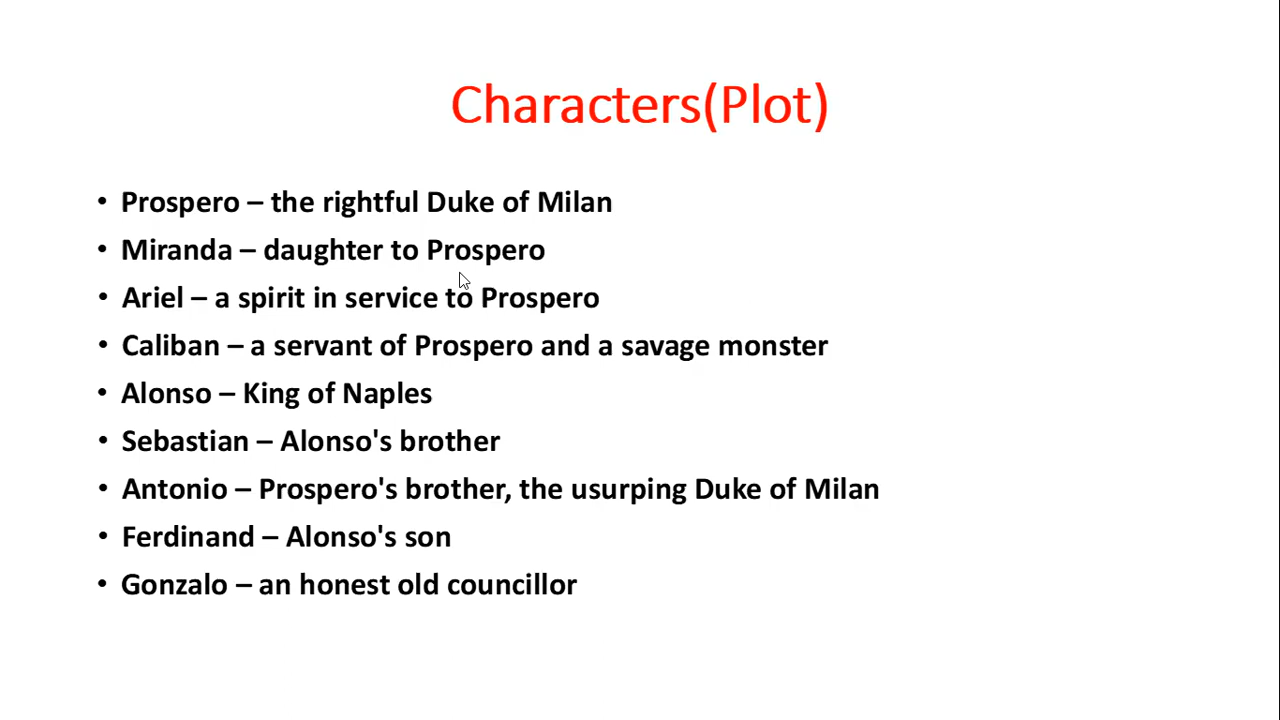 Characters(Plot)
• Prospero – the rightful Duke of Milan
• Miranda – daughter to Prospero
• Ariel – a spirit in service to Prospero
• Caliban – a servant of Prospero and a savage monster
• Alonso – King of Naples
• Sebastian – Alonso's brother
• Antonio – Prospero's brother, the usurping Duke of Milan
• Ferdinand – Alonso's son
• Gonzalo – an honest old councillor